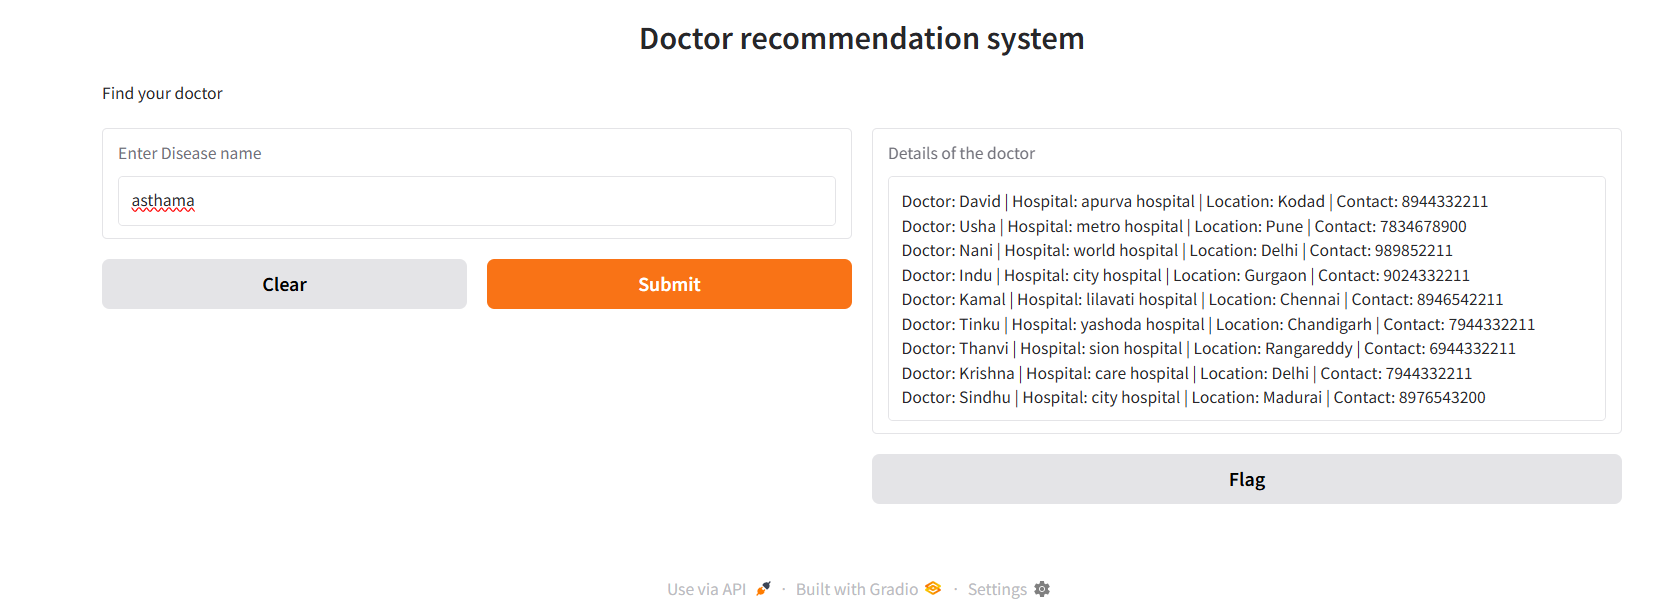 Doctor recommendation system
Find your doctor
Enter Disease name
asthama
Clear
Submit
Details of the doctor
Doctor: David | Hospital: apurva hospital | Location: Kodad | Contact: 8944332211
Doctor: Usha | Hospital: metro hospital | Location: Pune | Contact: 7834678900
Doctor: Nani | Hospital: world hospital | Location: Delhi | Contact: 989852211
Doctor: Indu | Hospital: city hospital | Location: Gurgaon | Contact: 9024332211
Doctor: Kamal | Hospital: lilavati hospital | Location: Chennai | Contact: 8946542211
Doctor: Tinku | Hospital: yashoda hospital | Location: Chandigarh | Contact: 7944332211
Doctor: Thanvi | Hospital: sion hospital | Location: Rangareddy | Contact: 6944332211
Doctor: Krishna | Hospital: care hospital | Location: Delhi | Contact: 7944332211
Doctor: Sindhu | Hospital: city hospital | Location: Madurai | Contact: 8976543200
Flag
Use via API · Built with Gradio · Settings